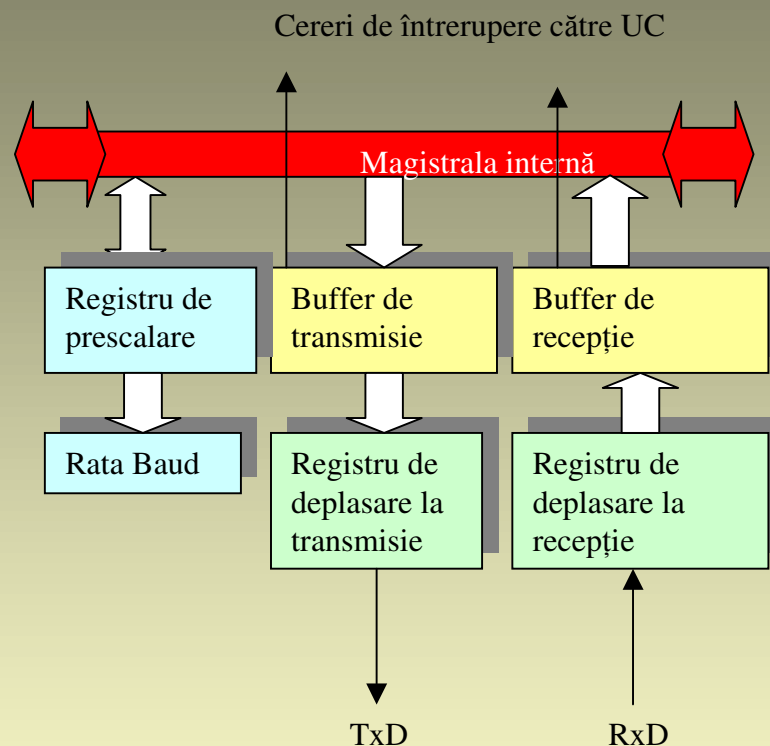 Cereri de întrerupere către UC
Magistrala internă
Registru de
prescalare
Buffer de
transmisie
Buffer de
recepție
Rata Baud
Registru de
deplasare la
transmisie
Registru de
deplasare la
recepție
TxD
RxD